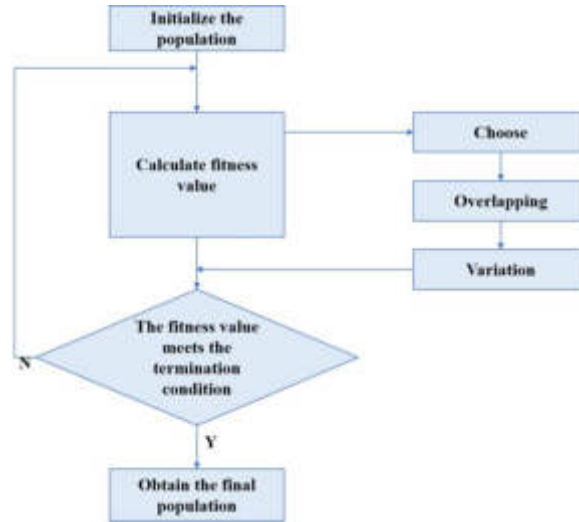 Initialize the
population
Calculate fitness
value
Choose
Overlapping
Variation
The fitness value
meets the
termination
condition
N
Y
Obtain the final
population